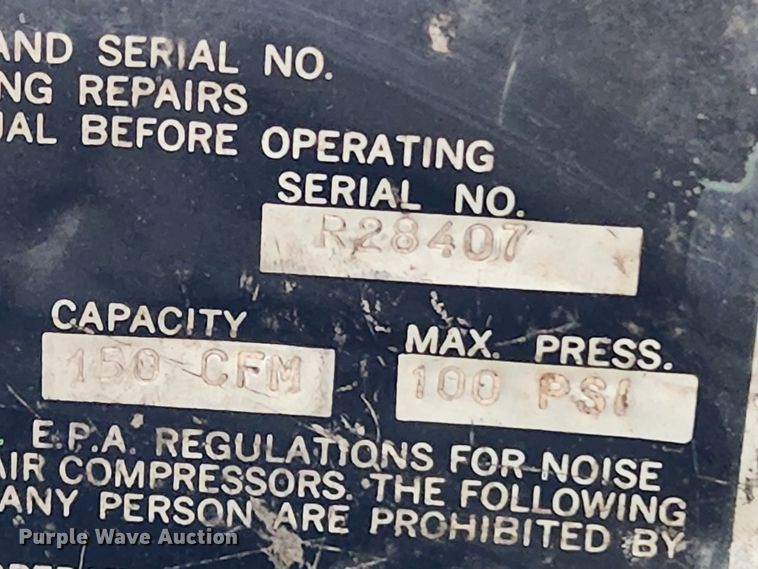 AND SERIAL NO.
NG REPAIRS
UAL BEFORE OPERATING
SERIAL NO.
R28407
CAPACITY
150 CFM
MAX. PRESS.
100 PSI
E.P.A. REGULATIONS FOR NOISE
AIR COMPRESSORS. THE FOLLOWING
ANY PERSON ARE PROHIBITED BY
Purple Wave Auction